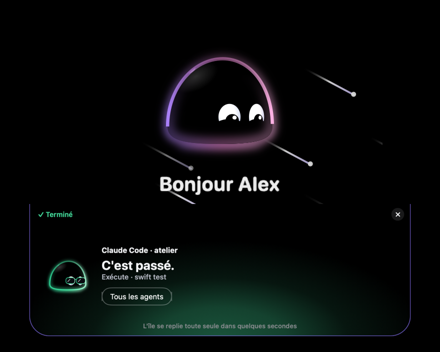 Bonjour Alex
✓ Terminé
Claude Code · atelier
C'est passé.
Exécute · swift test
Tous les agents
L'île se replie toute seule dans quelques secondes